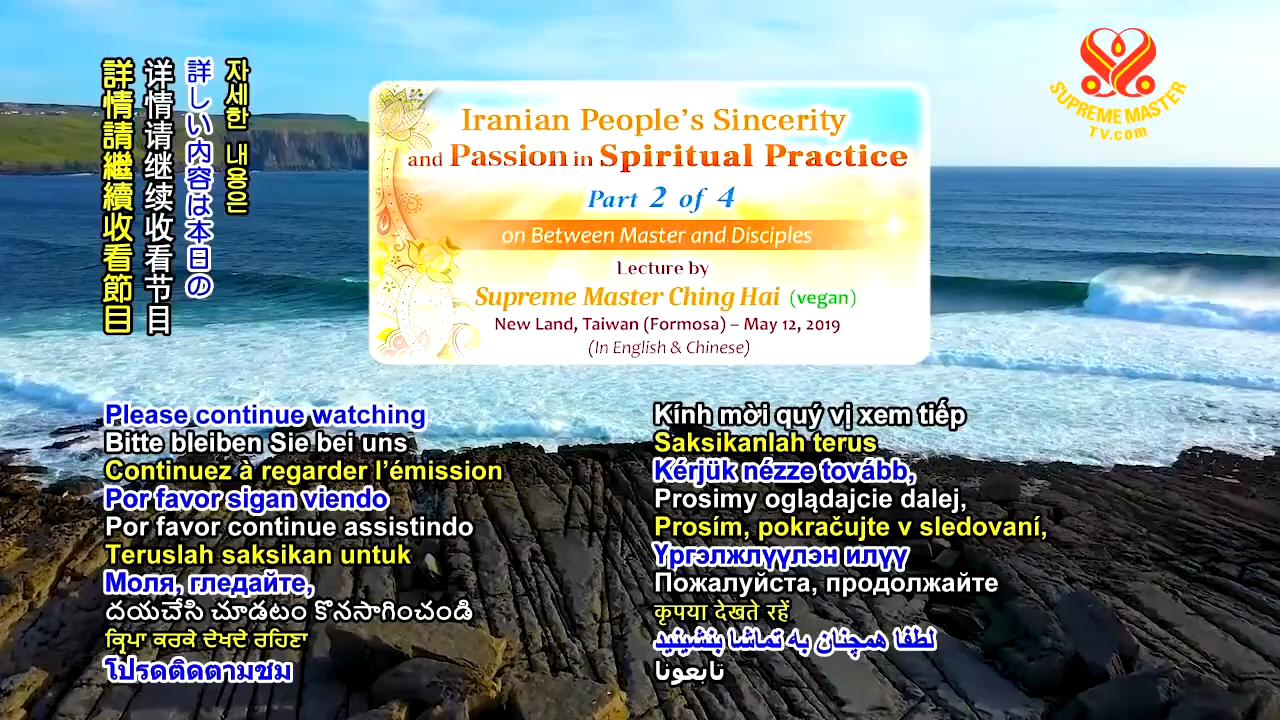 詳情請繼續收看節目
详情请继续收看节目
詳しい内容は本日の
자세한 내용은
Iranian People's Sincerity
and Passion in Spiritual Practice
Part 2 of 4
on Between Master and Disciples
Lecture by
Supreme Master Ching Hai (vegan)
New Land, Taiwan (Formosa) – May 12, 2019
(In English & Chinese)
SUPREME MASTER
TV.com
Please continue watching
Bitte bleiben Sie bei uns
Continuez à regarder l'émission
Por favor sigan viendo
Por favor continue assistindo
Teruslah saksikan untuk
Моля, гледайте,
దయచేసి చూడటం కొనసాగించండి
ਕ੍ਰਿਪਾ ਕਰਕੇ ਦੇਖਦੇ ਰਹਿਣਾ
โปรดติดตามชม
Kính mời quý vị xem tiếp
Saksikanlah terus
Kérjük nézze tovább,
Prosimy oglądajcie dalej,
Prosím, pokračujte v sledovaní,
Үргэлжлүүлэн илүү
Пожалуйста, продолжайте
कृपया देखते रहें
لطفا همچنان به تماشا بنشینید
تابعونا